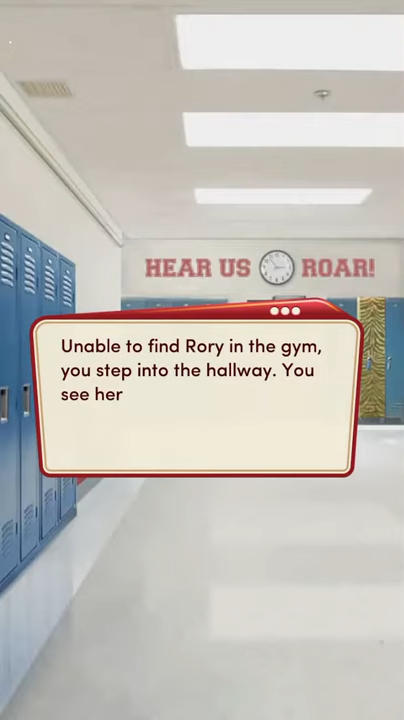 HEAR US ROAR!
Unable to find Rory in the gym,
you step into the hallway. You
see her